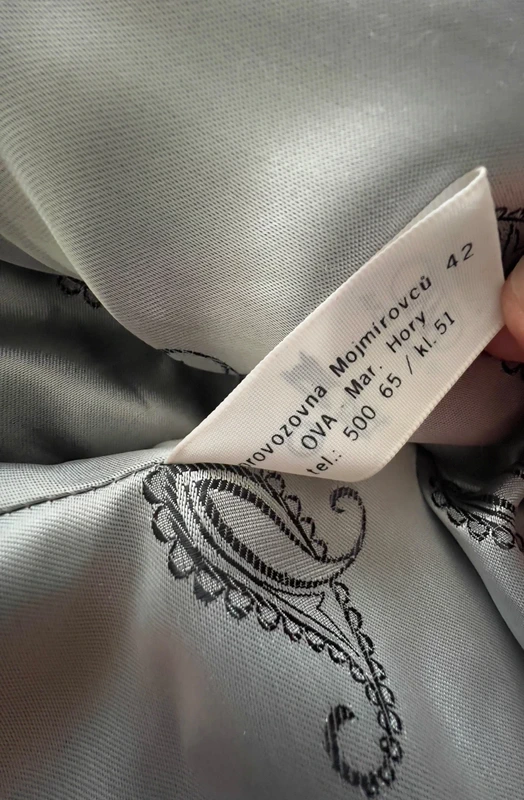 rovozovna Mojmírovců 42
OVA - Mar. Hory
tel.: 500 65 / kl. 51